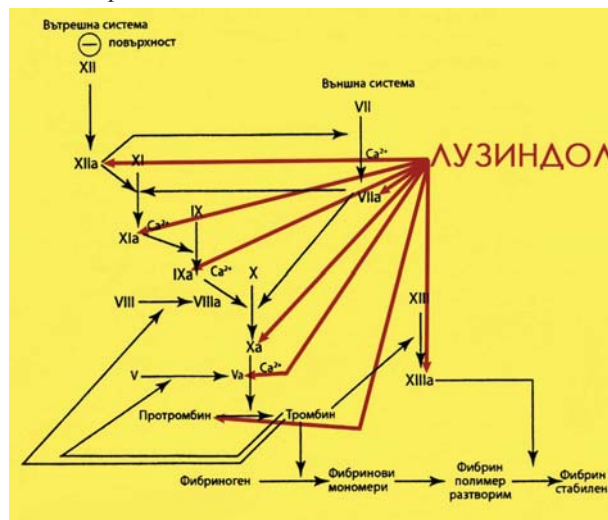 Вътрешна система
повърхност
XII
Външна система
VII
XIIa
XI
Ca²⁺
ЛУЗИНДОЛ
VIIa
IX
XIa
Ca²⁺
IXa
Ca²⁺
X
VIII
VIIIa
XIII
Xa
V
Va
Ca²⁺
XIIIa
Протромбин
Тромбин
Фибриноген
Фибринови
мономери
Фибрин
полимер
разтворим
Фибрин
стабилен